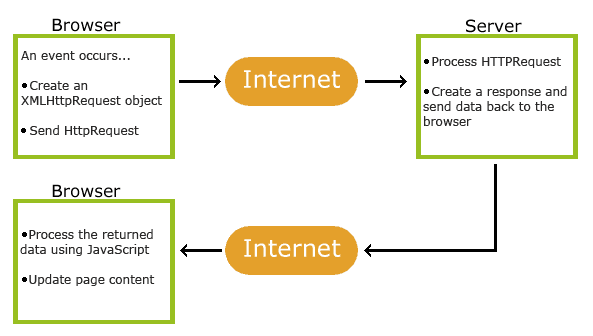 Browser
An event occurs...
•Create an
XMLHttpRequest object
•Send HttpRequest
Internet
Server
•Process HTTPRequest
•Create a response and
send data back to the
browser
Browser
•Process the returned
data using JavaScript
•Update page content
Internet